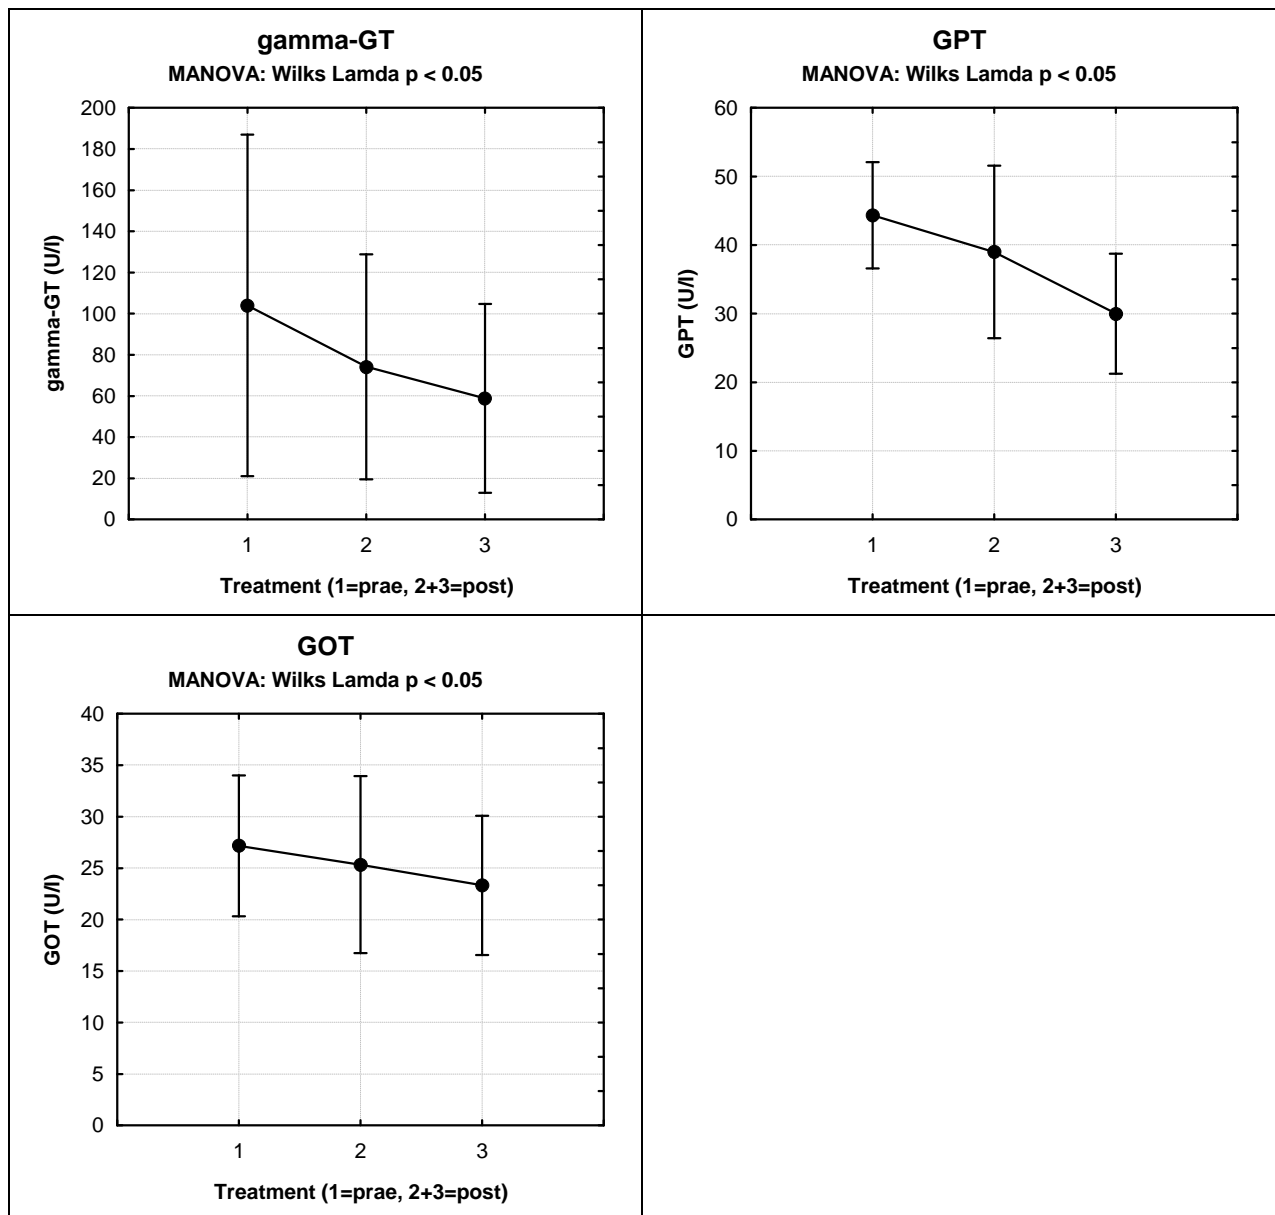 gamma-GT
MANOVA: Wilks Lamda p < 0.05
200
180
160
140
120
100
80
60
40
20
0
gamma-GT (U/l)
1 2 3
Treatment (1=prae, 2+3=post)
GPT
MANOVA: Wilks Lamda p < 0.05
60
50
40
30
20
10
0
GPT (U/l)
1 2 3
Treatment (1=prae, 2+3=post)
GOT
MANOVA: Wilks Lamda p < 0.05
40
35
30
25
20
15
10
5
0
GOT (U/l)
1 2 3
Treatment (1=prae, 2+3=post)